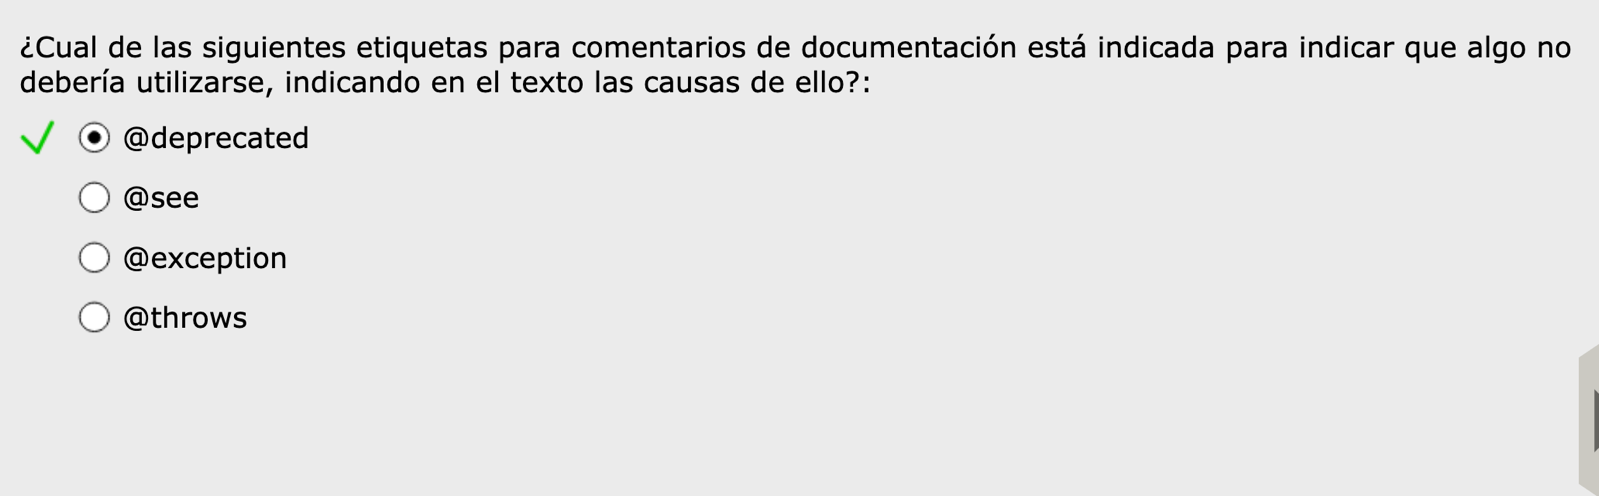 ¿Cual de las siguientes etiquetas para comentarios de documentación está indicada para indicar que algo no
debería utilizarse, indicando en el texto las causas de ello?:
@deprecated
@see
@exception
@throws